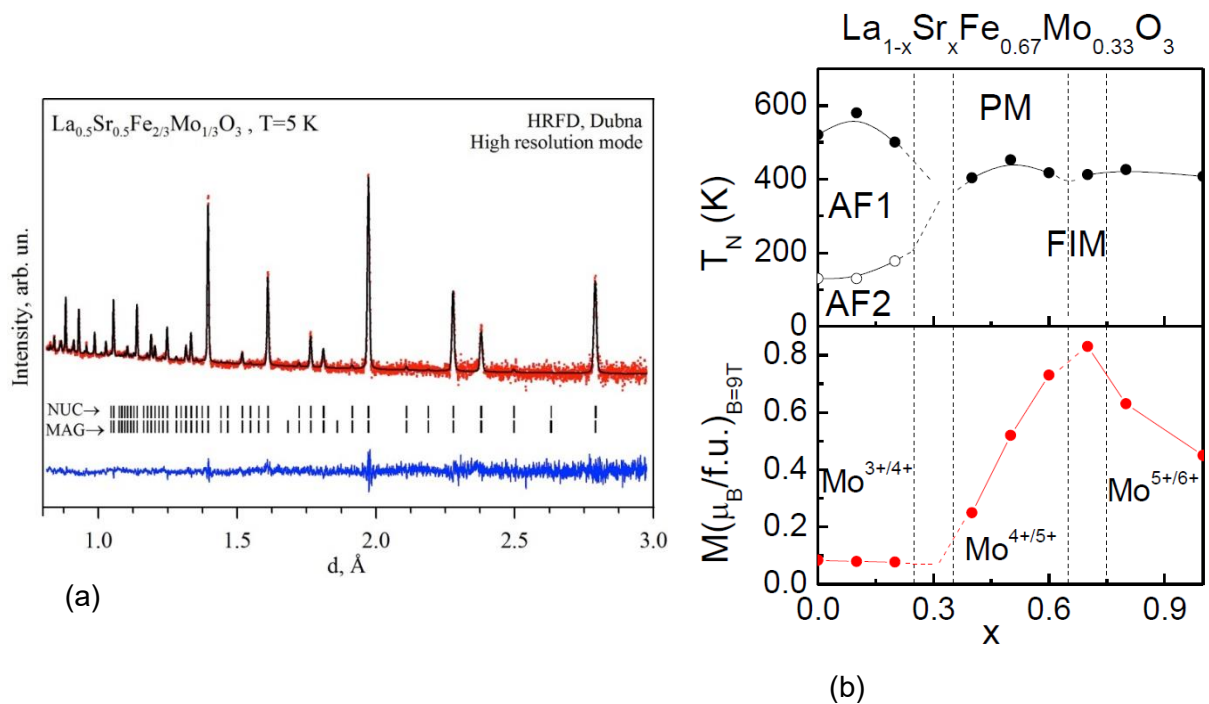 La0.5Sr0.5Fe2/3Mo1/3O3 , T=5 K
HRFD, Dubna
High resolution mode
Intensity, arb. un.
NUC→
MAG→
1.0 1.5 2.0 2.5 3.0
d, Å
(a)
La1-xSrxFe0.67Mo0.33O3
TN (K)
600
400
200
0
PM
AF1
FIM
AF2
M(μB/f.u.)B=9T
0.8
0.6
0.4
0.2
0.0
Mo3+/4+
Mo4+/5+
Mo5+/6+
0.0 0.3 0.6 0.9
x
(b)